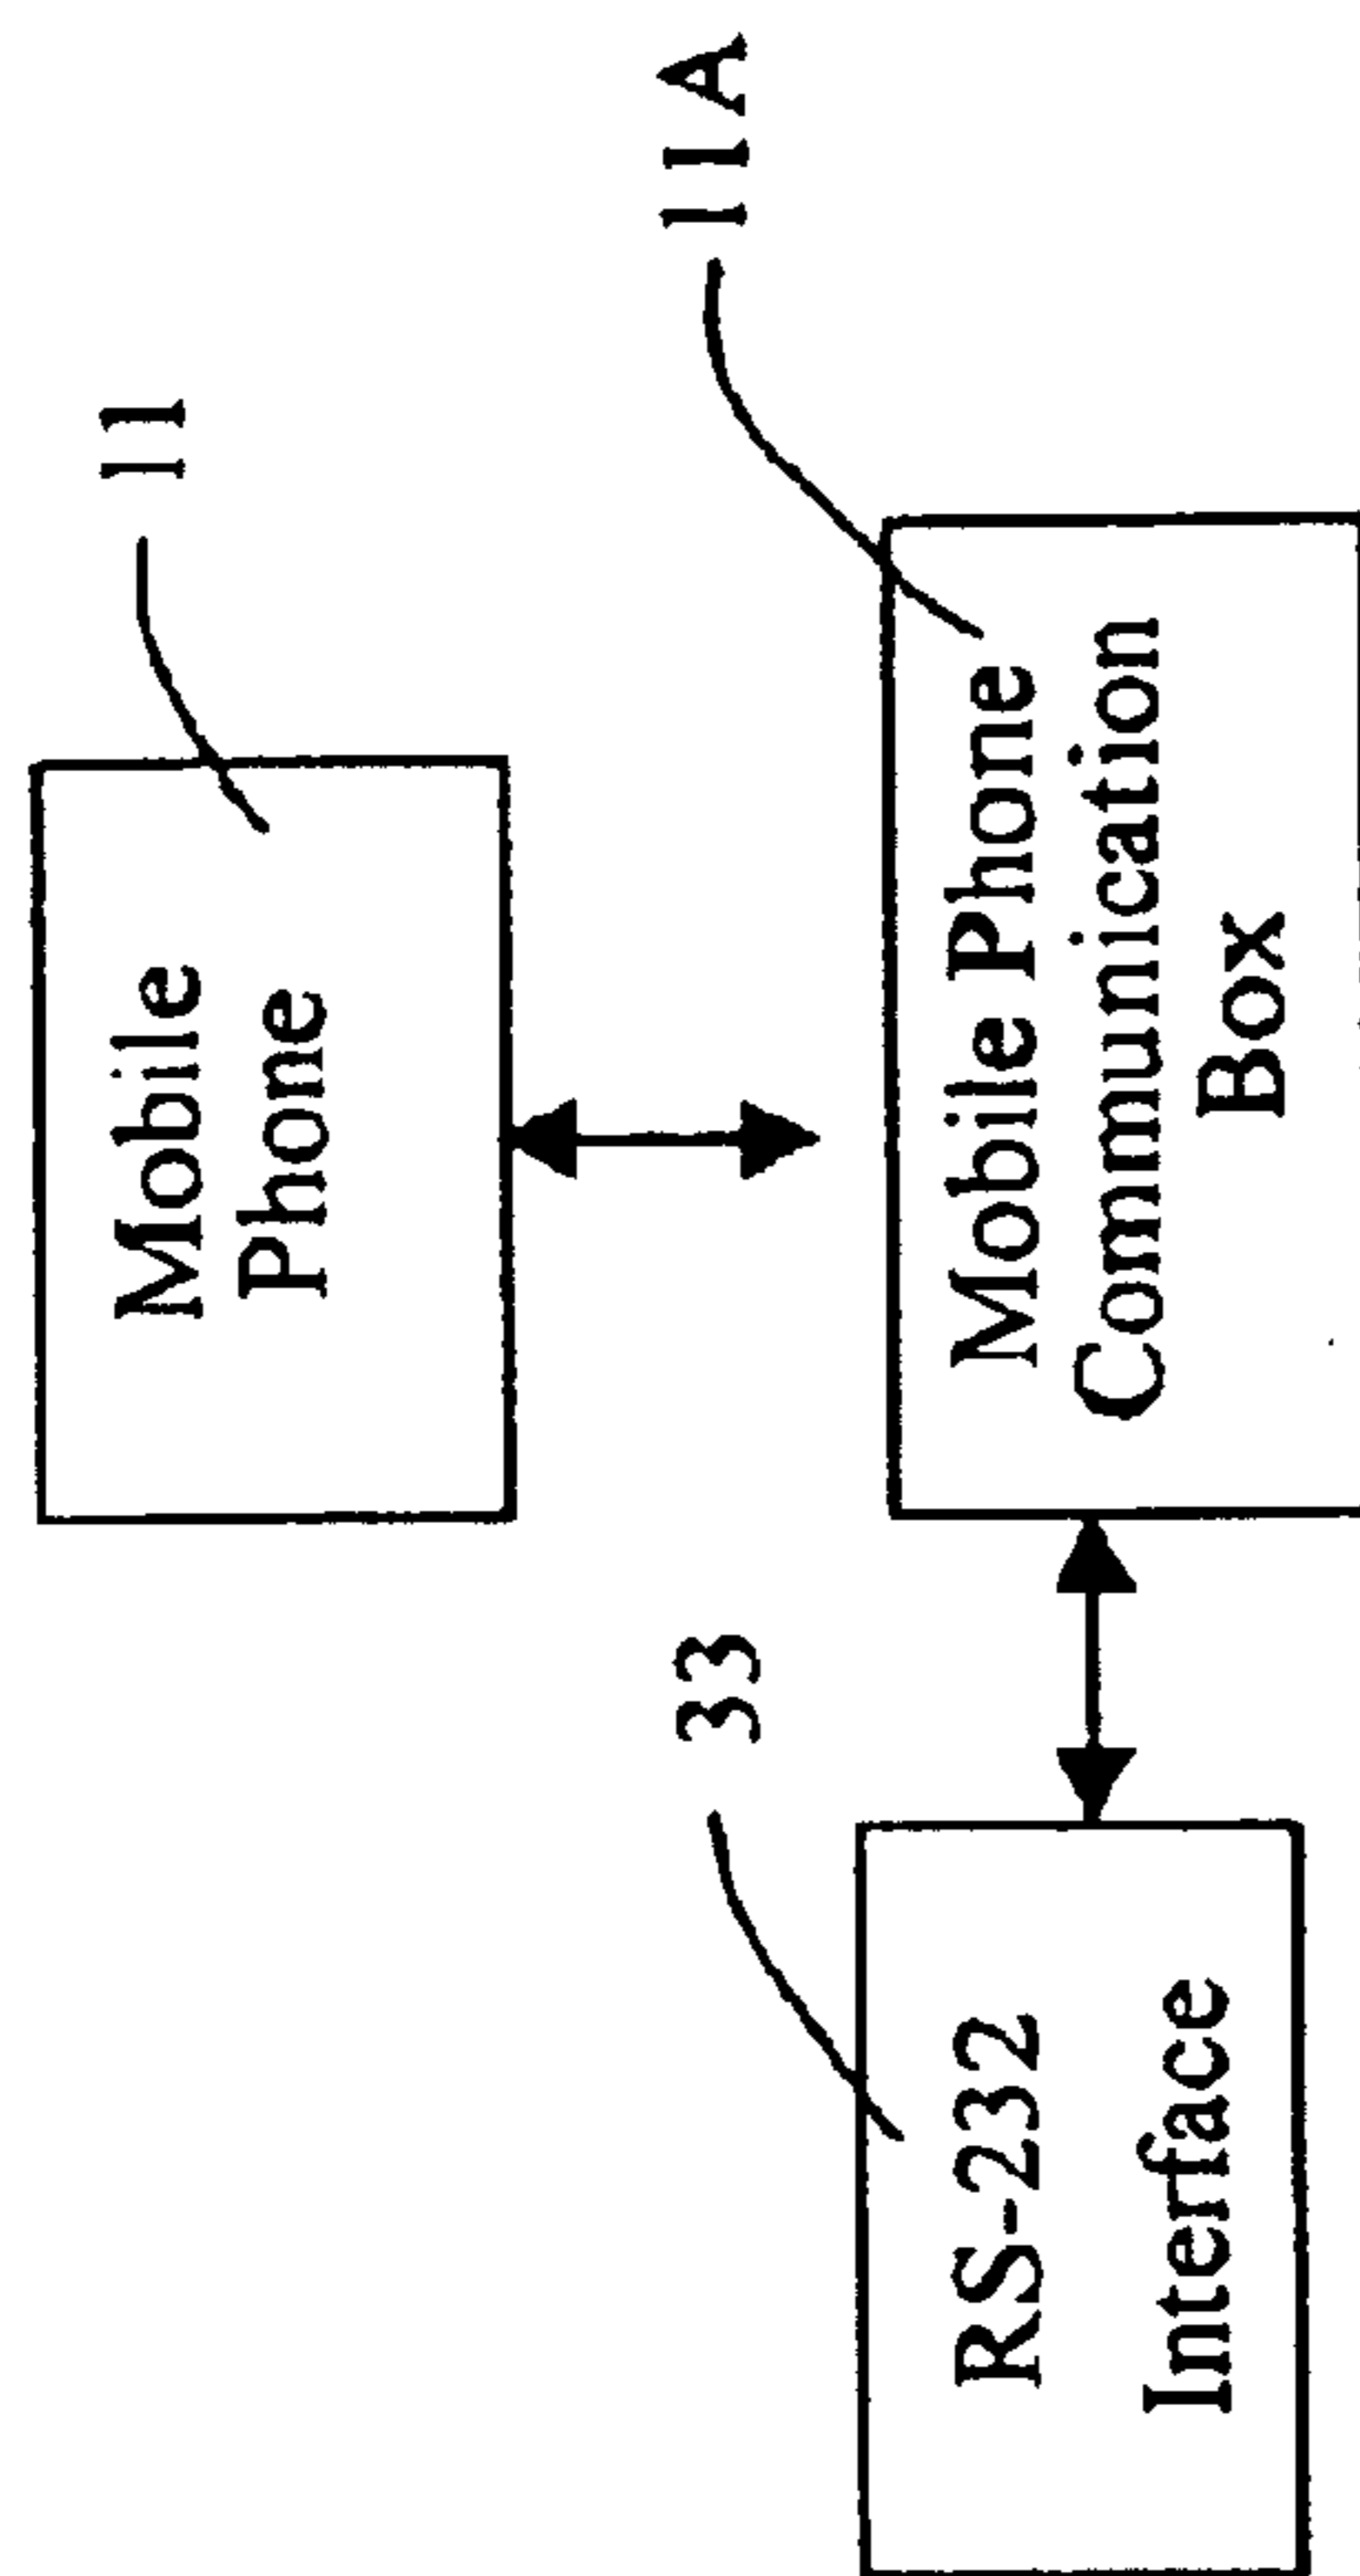 11
Mobile
Phone
11A
Mobile Phone
Communication
Box
33
RS-232
Interface